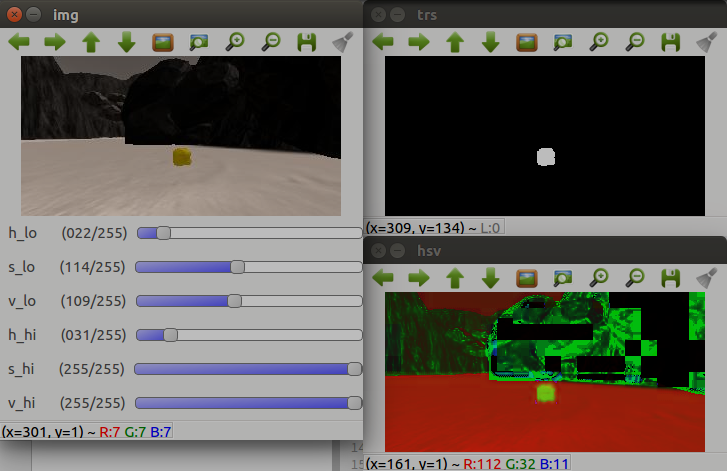 img
h_lo (022/255)
s_lo (114/255)
v_lo (109/255)
h_hi (031/255)
s_hi (255/255)
v_hi (255/255)
(x=301, y=1) ~ R:7 G:7 B:7
trs
(x=309, y=134) ~ L:0
hsv
14
15
(x=161, y=1) ~ R:112 G:32 B:11